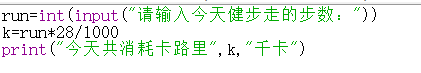 run=int(input("请输入今天健步走的步数："))
k=run*28/1000
print("今天共消耗卡路里",k,"千卡")